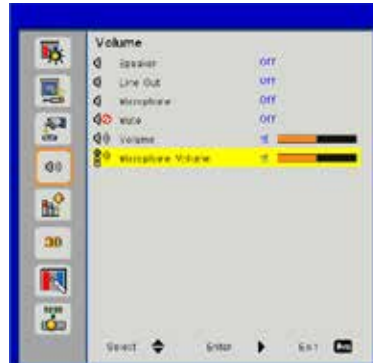 Volume
Speaker Off
Line Out Off
Microphone Off
Mute Off
Volume
Microphone Volume
3D
Select Enter Exit